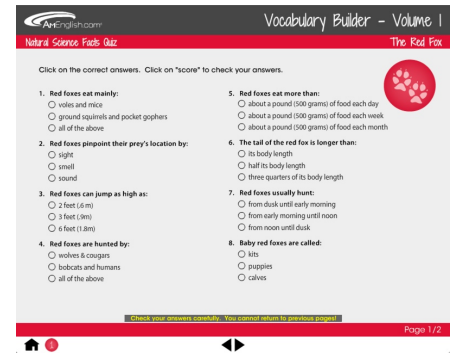 AmEnglish.com
Vocabulary Builder - Volume 1
Natural Science Facts Quiz
The Red Fox
Click on the correct answers. Click on "score" to check your answers.
1. Red foxes eat mainly:
voles and mice
ground squirrels and pocket gophers
all of the above
2. Red foxes pinpoint their prey's location by:
sight
smell
sound
3. Red foxes can jump as high as:
2 feet (.6 m)
3 feet (.9m)
6 feet (1.8m)
4. Red foxes are hunted by:
wolves & cougars
bobcats and humans
all of the above
5. Red foxes eat more than:
about a pound (500 grams) of food each day
about a pound (500 grams) of food each week
about a pound (500 grams) of food each month
6. The tail of the red fox is longer than:
its body length
half its body length
three quarters of its body length
7. Red foxes usually hunt:
from dusk until early morning
from early morning until noon
from noon until dusk
8. Baby red foxes are called:
kits
puppies
calves
Check your answers carefully. You cannot return to previous pages!
Page 1/2